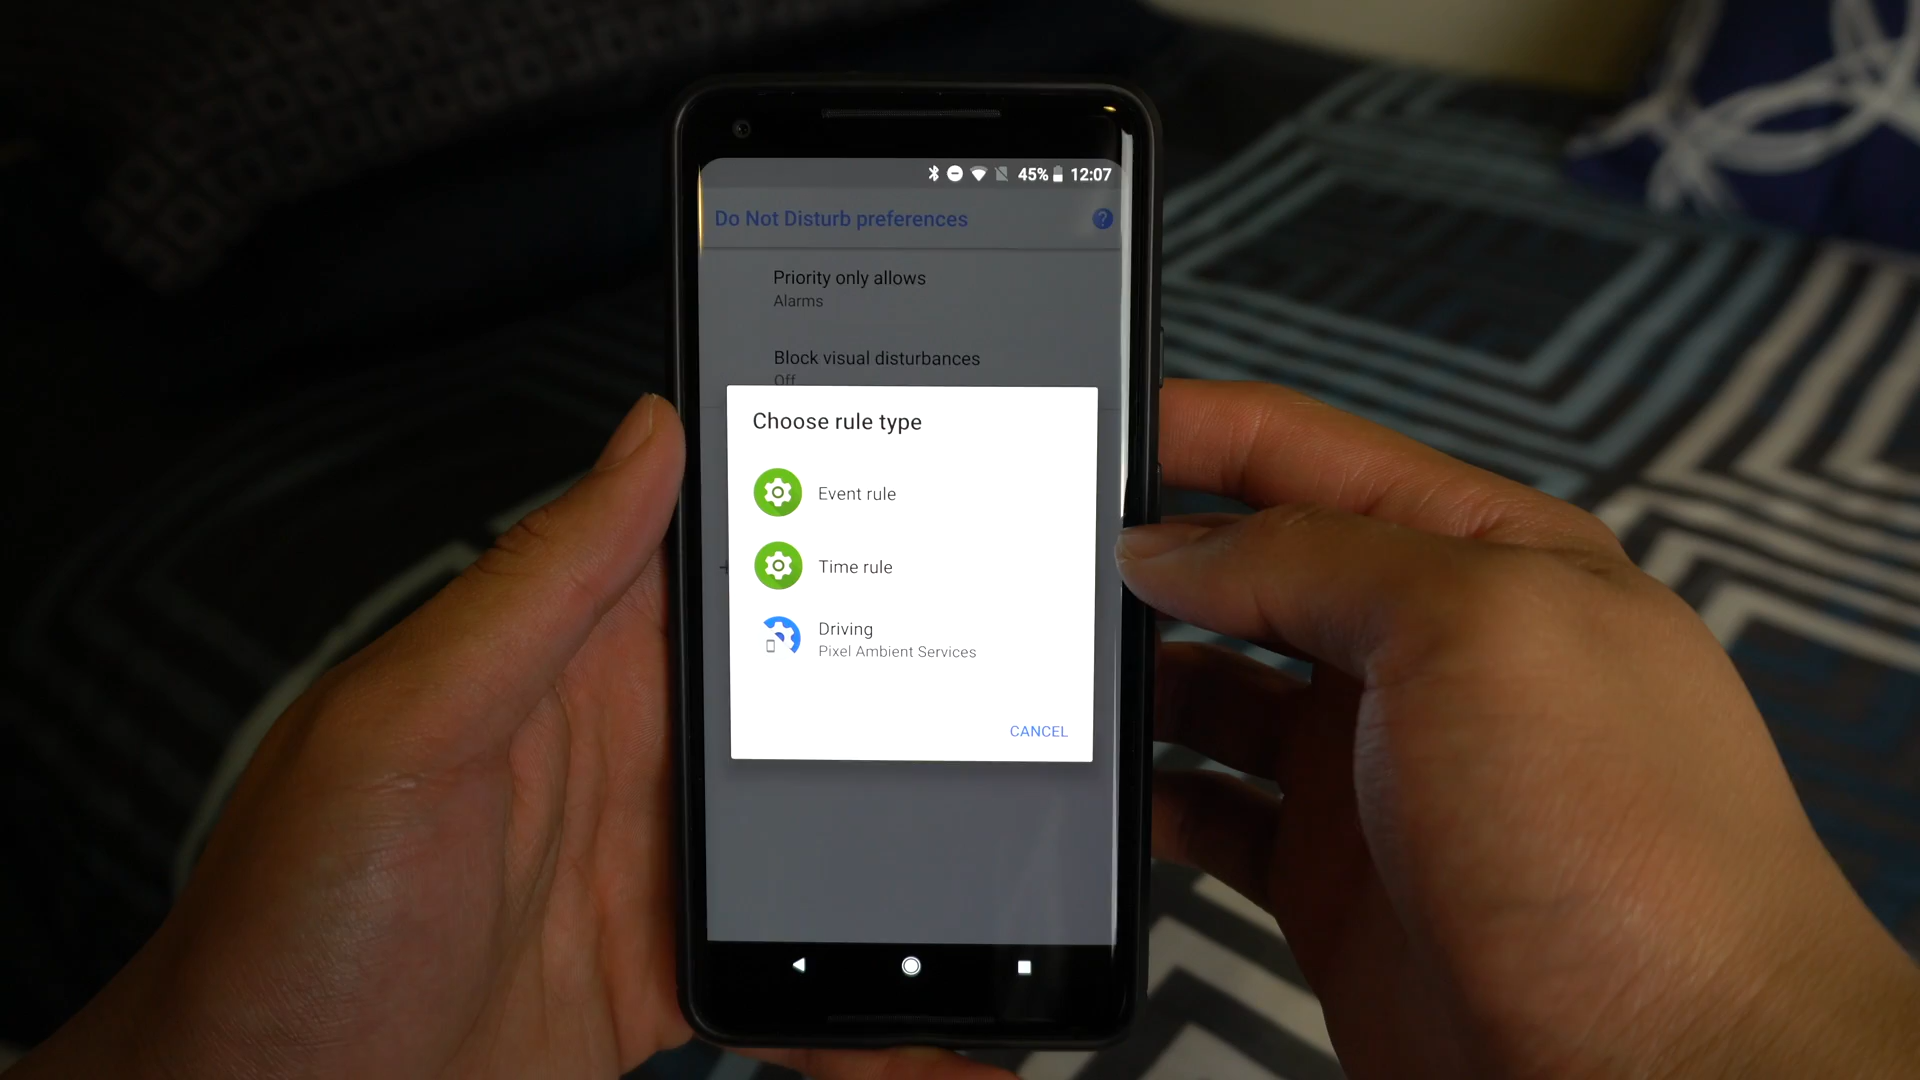 45% 12:07
Do Not Disturb preferences
Priority only allows
Alarms
Block visual disturbances
Off
Choose rule type
Event rule
Time rule
Driving
Pixel Ambient Services
CANCEL